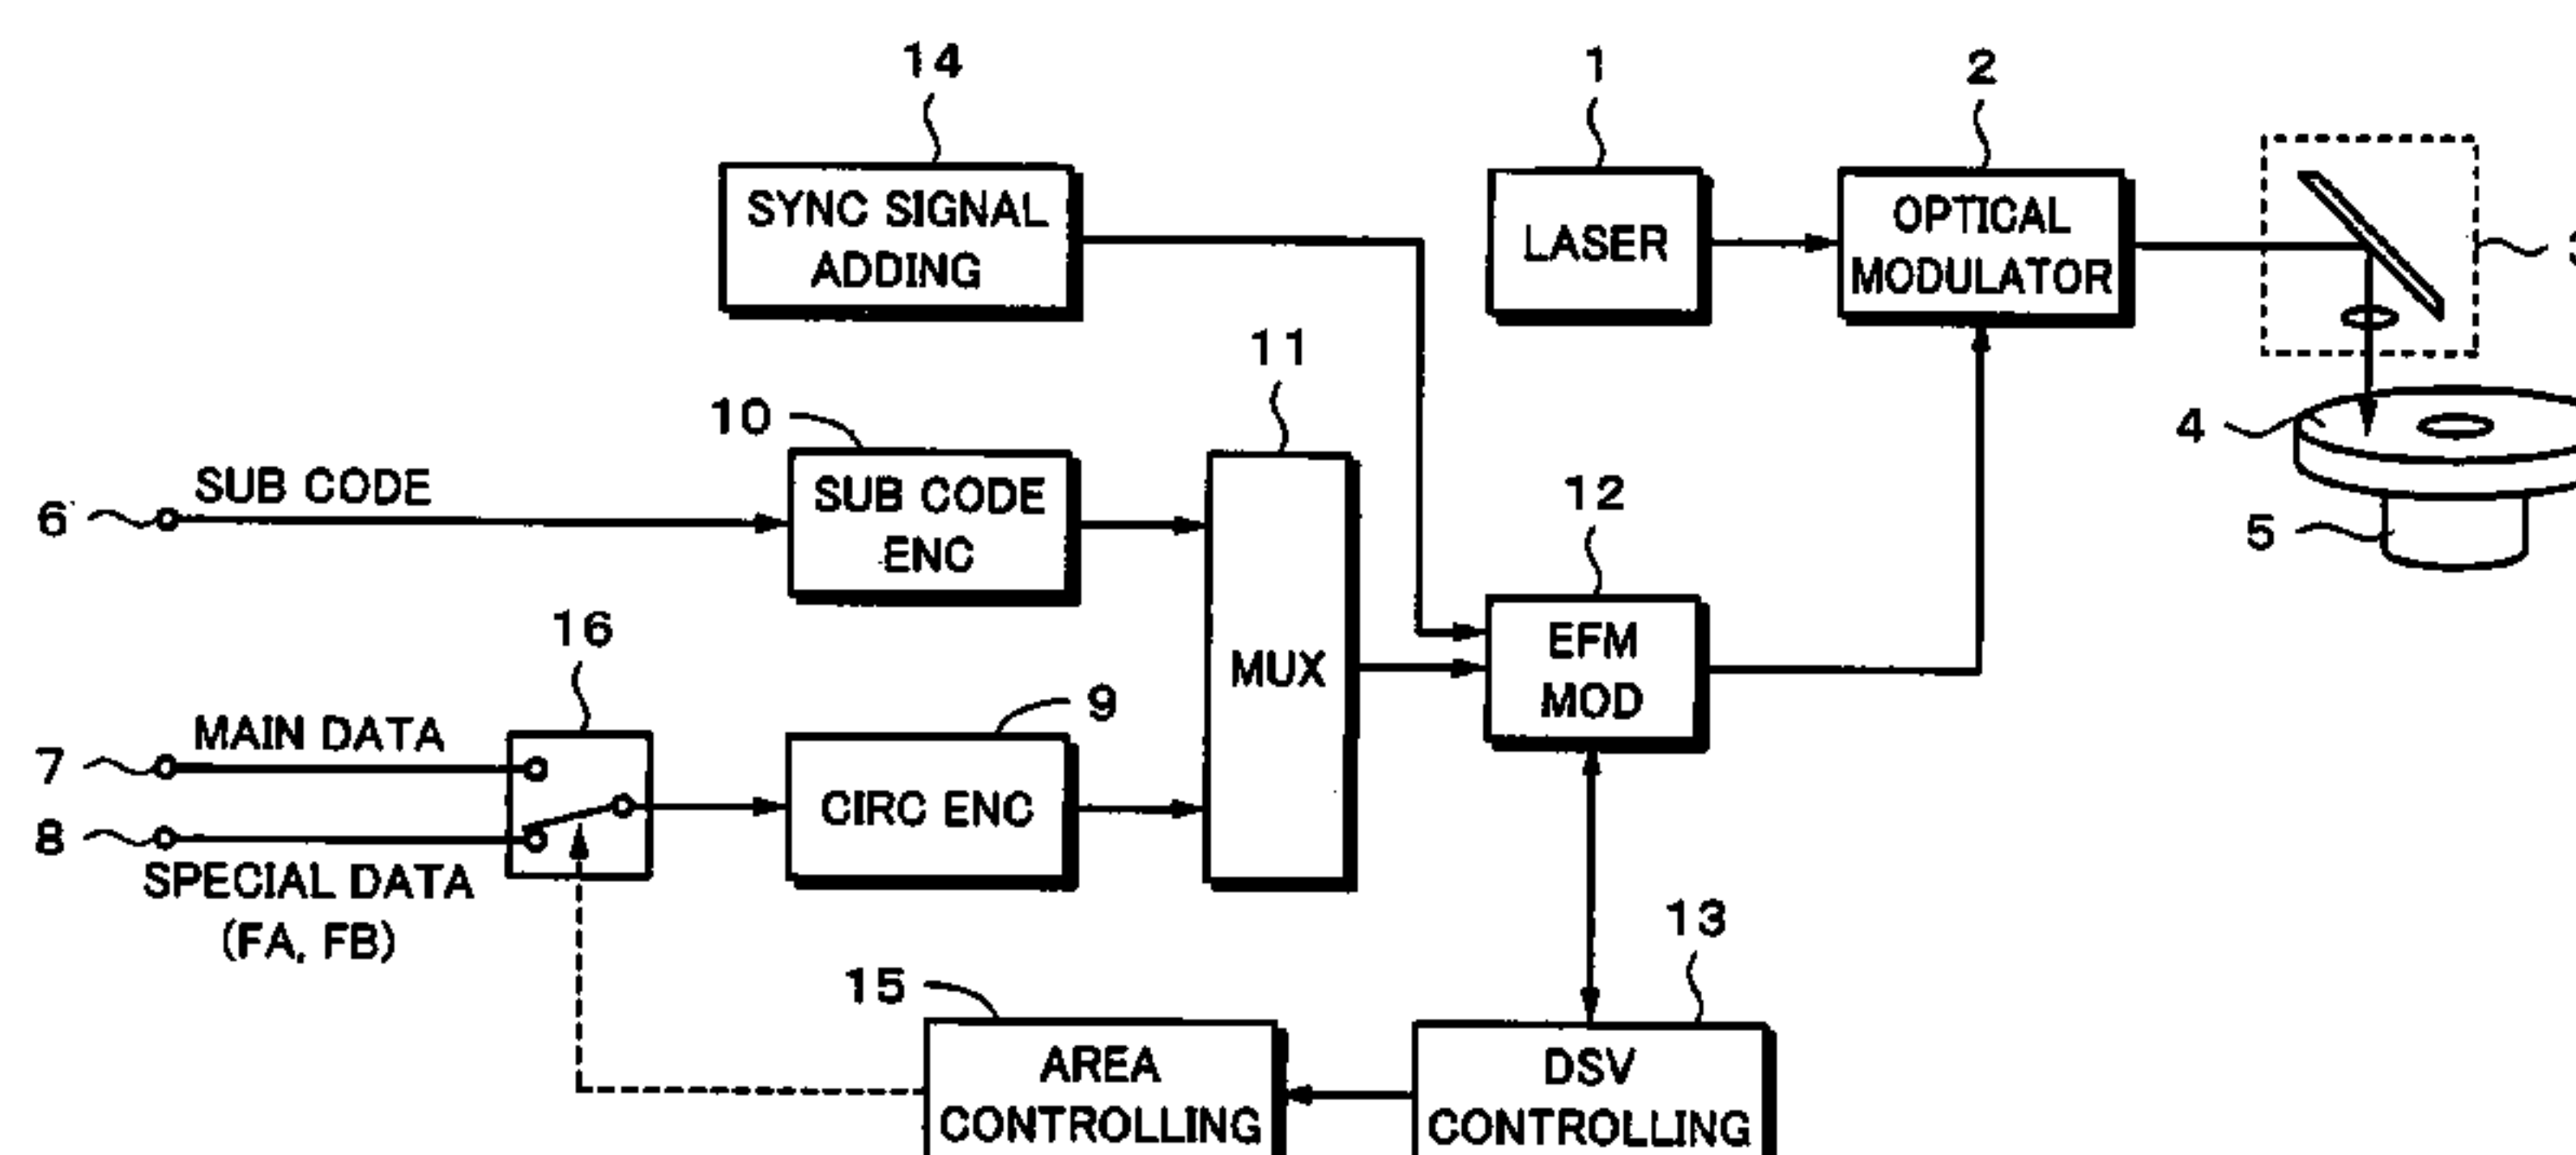 14
1
2
SYNC SIGNAL
ADDING
LASER
OPTICAL
MODULATOR
11
10
4
SUB CODE
6
SUB CODE
ENC
12
5
16
MUX
EFM
MOD
9
MAIN DATA
7
CIRC ENC
8
SPECIAL DATA
(FA, FB)
13
15
AREA
CONTROLLING
DSV
CONTROLLING